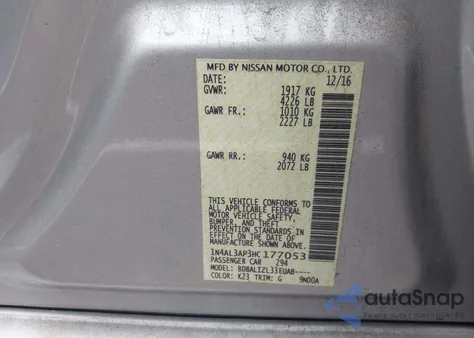 MFD BY NISSAN MOTOR CO., LTD.
DATE: 12/16
GVWR: 1917 KG
4226 LB
GAWR FR.: 1010 KG
2227 LB
GAWR RR.: 940 KG
2072 LB
THIS VEHICLE CONFORMS TO
ALL APPLICABLE FEDERAL
MOTOR VEHICLE SAFETY,
BUMPER, AND THEFT
PREVENTION STANDARDS
IN EFFECT ON THE DATE OF
MANUFACTURE SHOWN ABOVE.
1N4AL3AP3HC177053
PASSENGER CAR 294
MODEL: BDBALIZL33EUAB----
COLOR: K23 TRIM: G 9N00A
autoSnap